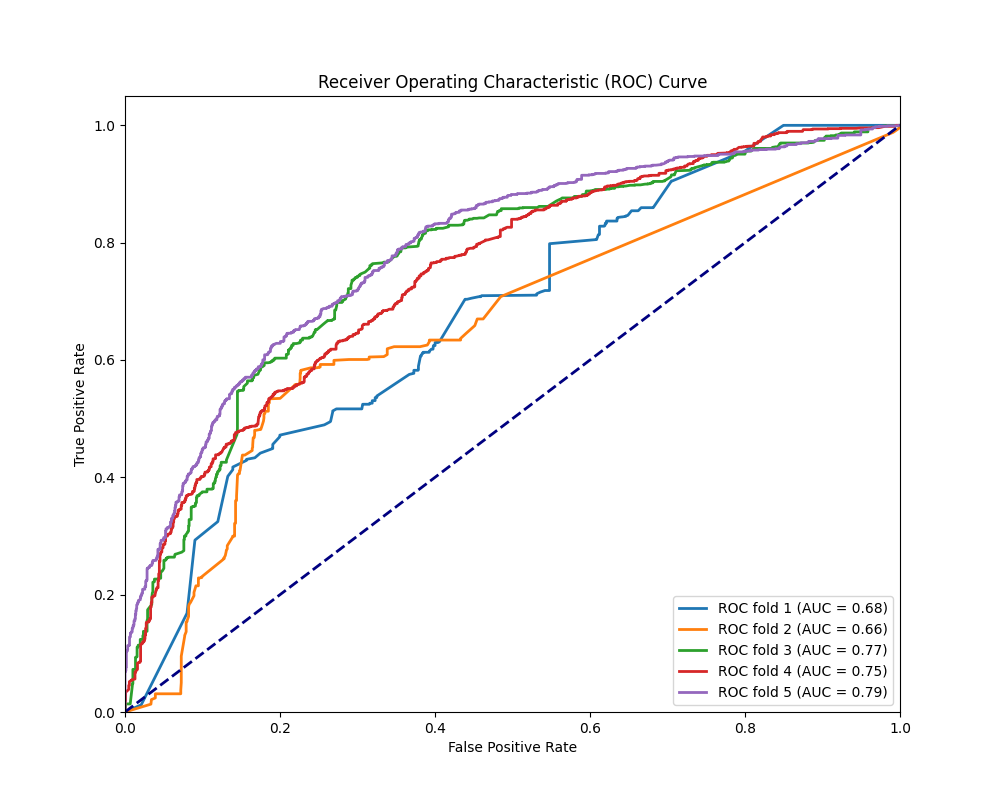 Receiver Operating Characteristic (ROC) Curve
True Positive Rate
1.0
0.8
0.6
0.4
0.2
0.0
0.0 0.2 0.4 0.6 0.8 1.0
False Positive Rate
ROC fold 1 (AUC = 0.68)
ROC fold 2 (AUC = 0.66)
ROC fold 3 (AUC = 0.77)
ROC fold 4 (AUC = 0.75)
ROC fold 5 (AUC = 0.79)